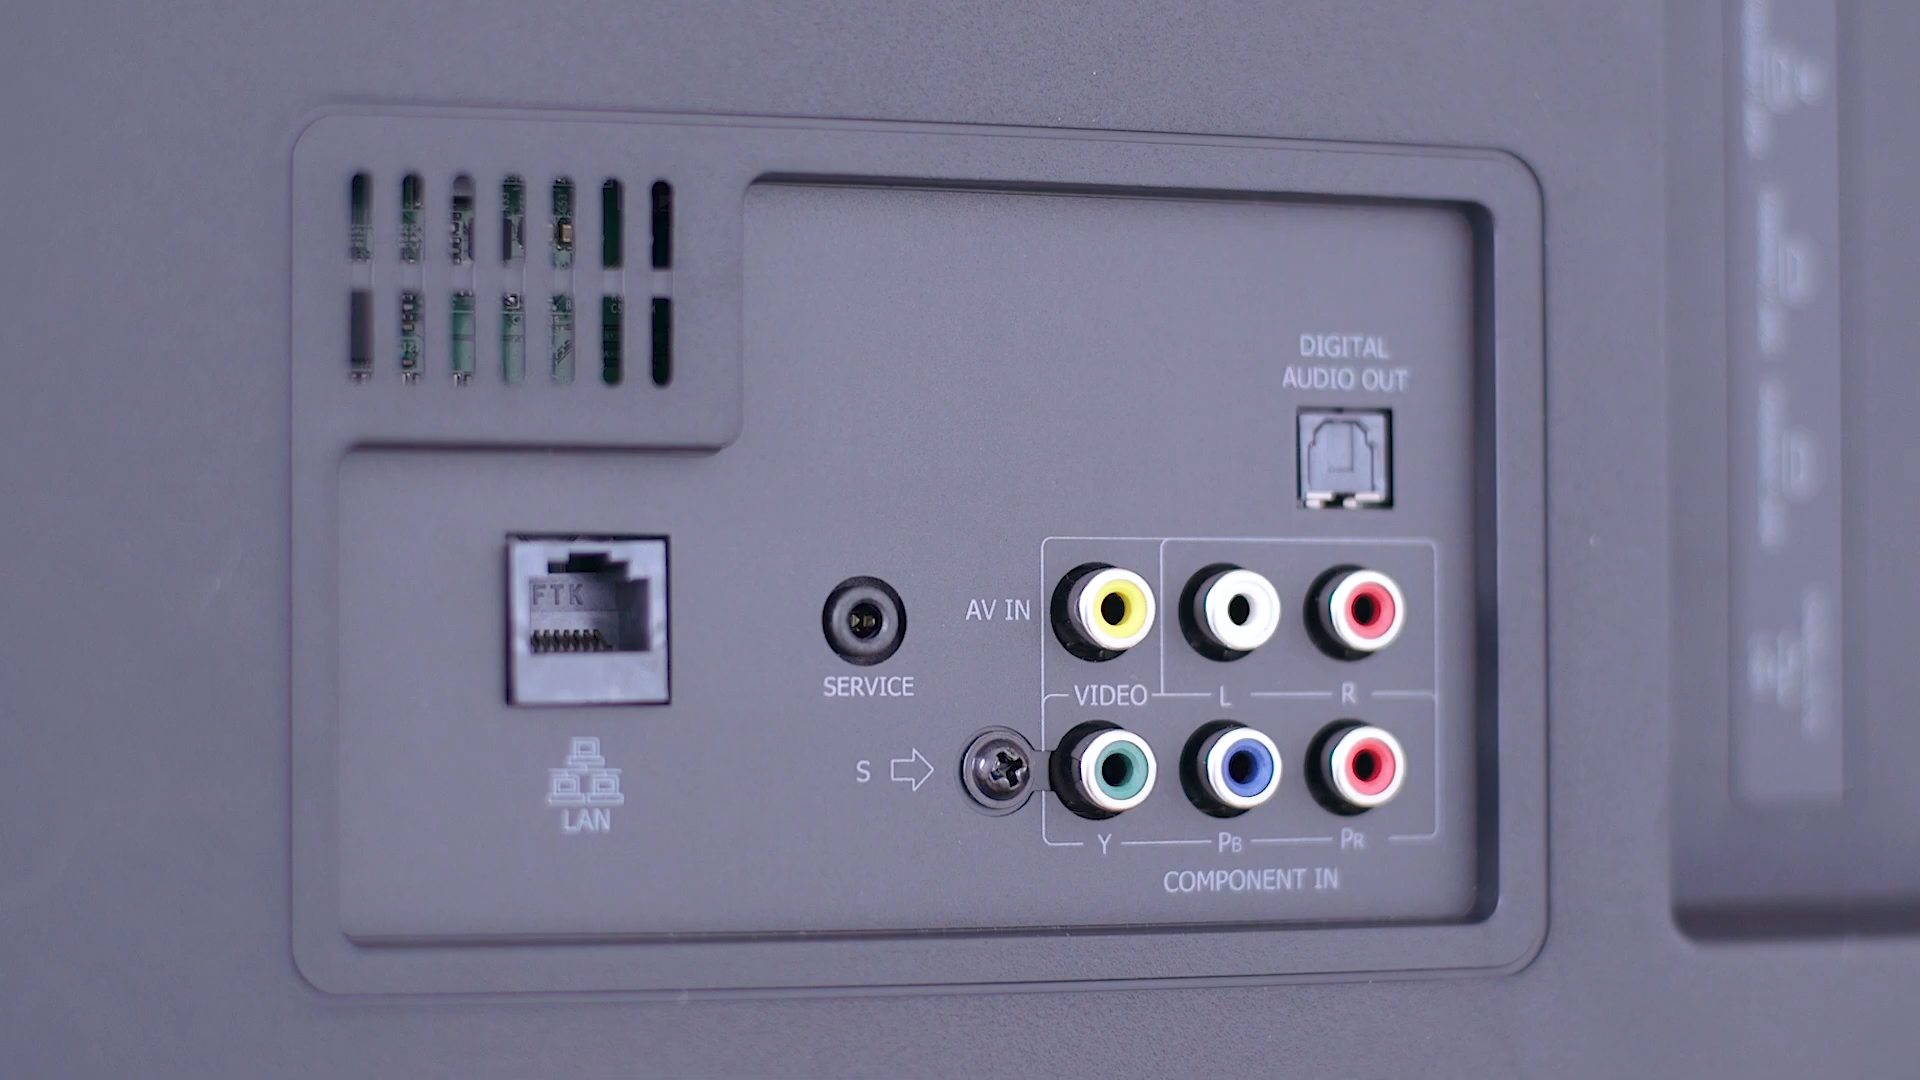 DIGITAL
AUDIO OUT
FTK
AV IN
SERVICE
VIDEO L R
S
LAN
Y PB PR
COMPONENT IN